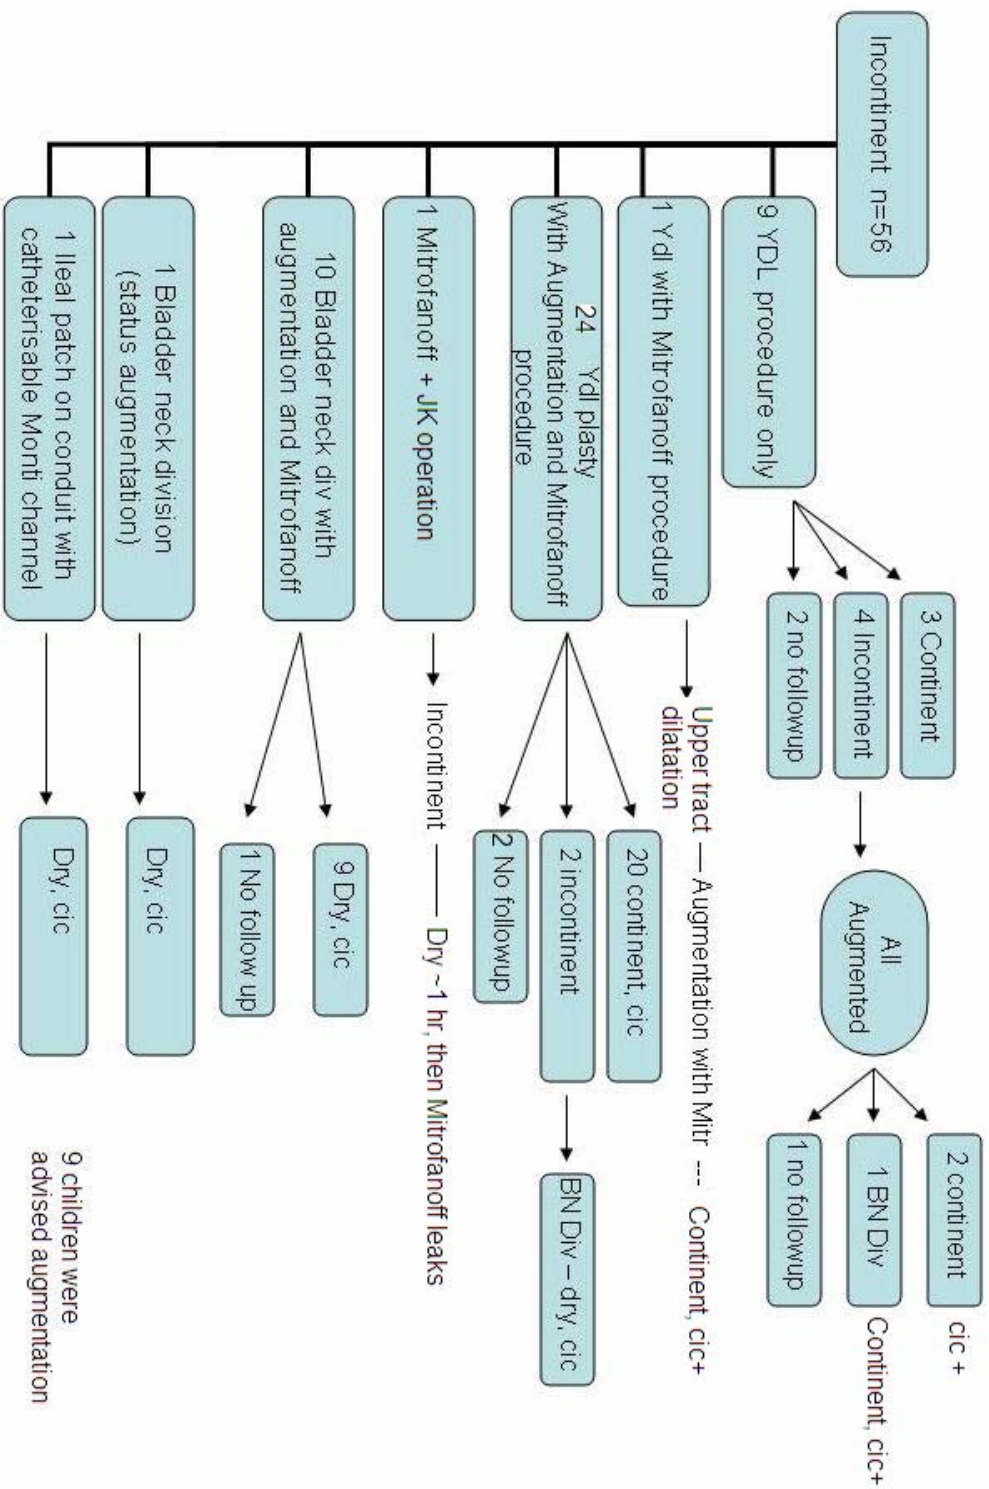 Incontinent n=56
9 YDL procedure only
3 Continent
4 Incontinent
2 no followup
All
Augmented
2 continent
cic +
1 BN Div
Continent, cic+
1 no followup
1 Ydl with Mitrofanoff procedure
Upper tract — Augmentation with Mitr --- Continent, cic+
dilatation
24 Ydl plasty
With Augmentation and Mitrofanoff
procedure
20 continent, cic
2 incontinent
2 No followup
BN Div – dry, cic
1 Mitrofanoff + JK operation
Incontinent —— Dry ~1 hr, then Mitrofanoff leaks
10 Bladder neck div with
augmentation and Mitrofanoff
9 Dry, cic
1 No follow up
1 Bladder neck division
(status augmentation)
Dry, cic
1 Ileal patch on conduit with
catheterisable Monti channel
Dry, cic
9 children were
advised augmentation